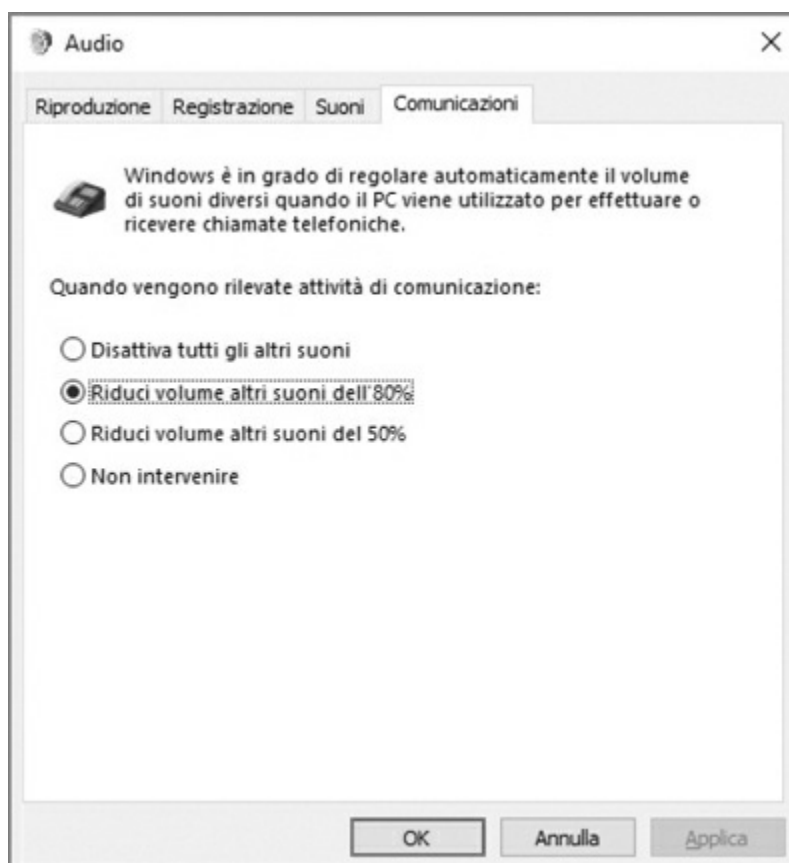 Audio
Riproduzione Registrazione Suoni Comunicazioni
Windows è in grado di regolare automaticamente il volume
di suoni diversi quando il PC viene utilizzato per effettuare o
ricevere chiamate telefoniche.
Quando vengono rilevate attività di comunicazione:
Disattiva tutti gli altri suoni
Riduci volume altri suoni dell'80%
Riduci volume altri suoni del 50%
Non intervenire
OK Annulla Applica